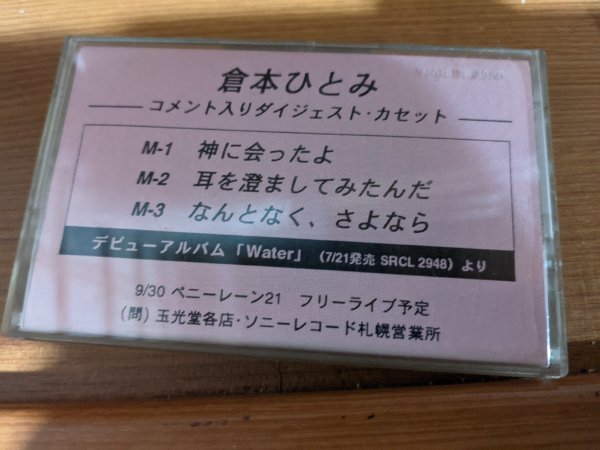 倉本ひとみ
コメント入りダイジェスト・カセット
M-1 神に会ったよ
M-2 耳を澄ましてみたんだ
M-3 なんとなく、さよなら
デビューアルバム「Water」(7/21発売 SRCL 2948)より
9/30 ペニーレーン21 フリーライブ予定
(問)玉光堂各店・ソニーレコード札幌営業所